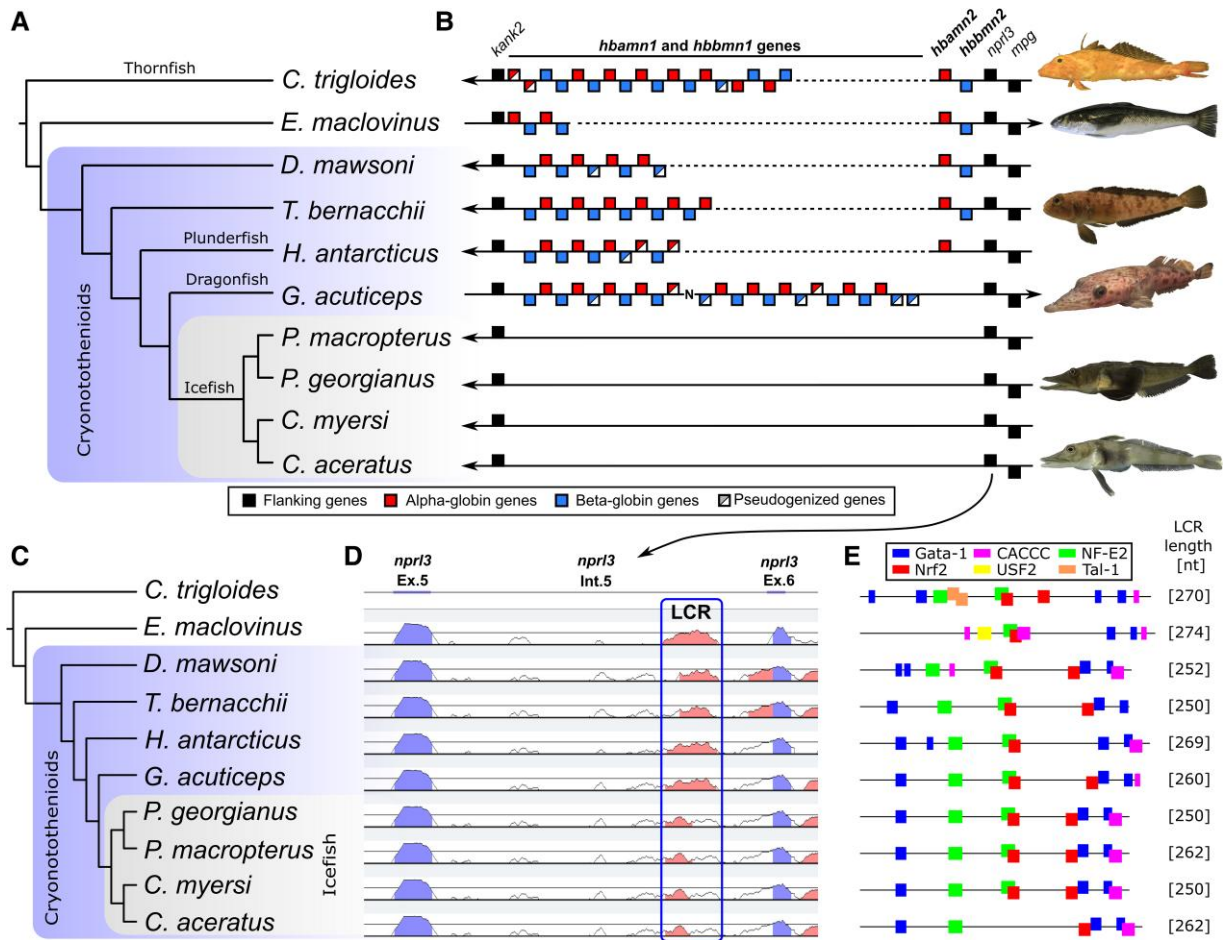 A
Thornfish
Plunderfish
Dragonfish
Icefish
Cryonotothenioids
C. trigloides
E. maclovinus
D. mawsoni
T. bernacchii
H. antarcticus
G. acuticeps
P. macropterus
P. georgianus
C. myersi
C. aceratus
B
kank2
hbamn1 and hbbmn1 genes
hbamn2
hbbmn2
nprl3
mpg
N
Flanking genes Alpha-globin genes Beta-globin genes Pseudogenized genes
C
C. trigloides
E. maclovinus
D. mawsoni
T. bernacchii
H. antarcticus
G. acuticeps
P. georgianus
P. macropterus
C. myersi
C. aceratus
Cryonotothenioids
Icefish
D
nprl3 nprl3 nprl3
Ex.5 Int.5 Ex.6
LCR
E
Gata-1 CACCC NF-E2
Nrf2 USF2 Tal-1
LCR
length
[nt]
[270]
[274]
[252]
[250]
[269]
[260]
[250]
[262]
[250]
[262]